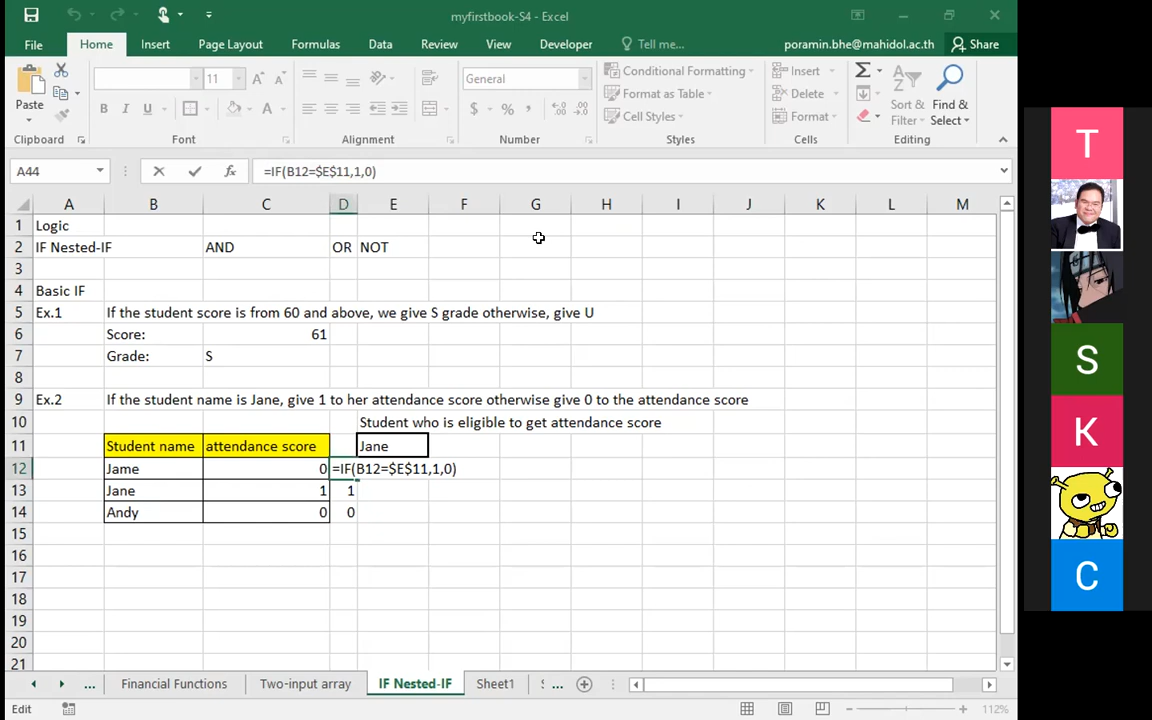 myfirstbook-S4 - Excel
File Home Insert Page Layout Formulas Data Review View Developer Tell me... poramin.bhe@mahidol.ac.th Share
Paste
Clipboard
11
B I U A
Font
Alignment
General
$ % ,
Number
Conditional Formatting
Format as Table
Cell Styles
Styles
Insert
Delete
Format
Cells
Sort & Filter
Find & Select
Editing
A44 fx =IF(B12=$E$11,1,0)
A B C D E F G H I J K L M
1 Logic
2 IF Nested-IF AND OR NOT
3
4 Basic IF
5 Ex.1 If the student score is from 60 and above, we give S grade otherwise, give U
6 Score: 61
7 Grade: S
8
9 Ex.2 If the student name is Jane, give 1 to her attendance score otherwise give 0 to the attendance score
10 Student who is eligible to get attendance score
11 Student name attendance score Jane
12 Jame 0 =IF(B12=$E$11,1,0)
13 Jane 1 1
14 Andy 0 0
15
16
17
18
19
20
21
... Financial Functions Two-input array IF Nested-IF Sheet1 ...
Edit 112%
T
S
K
C